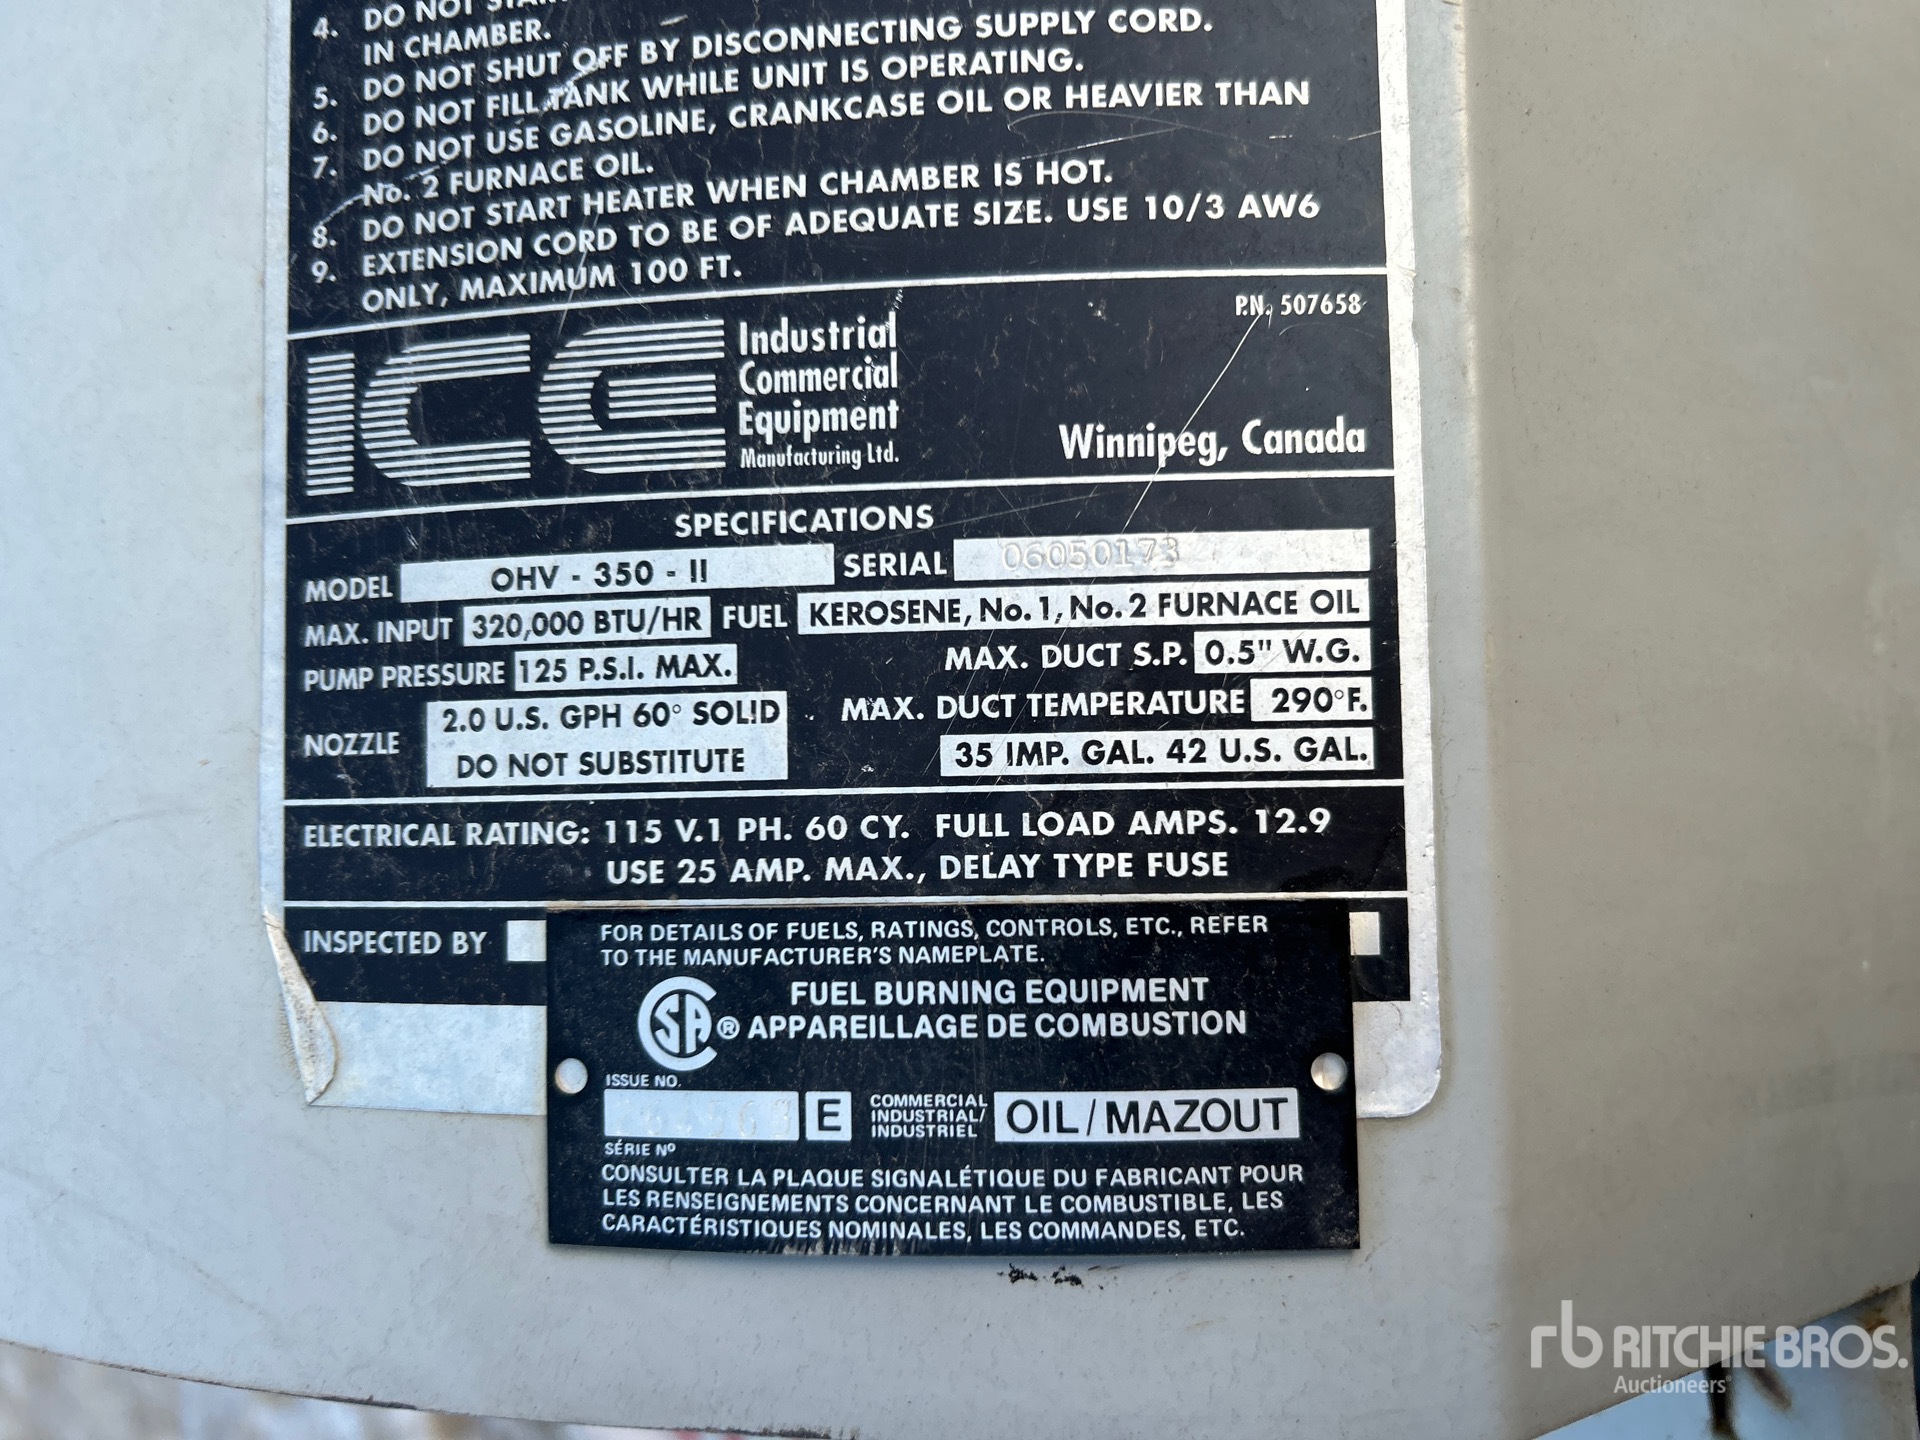 4. DO NOT
IN CHAMBER.
5. DO NOT SHUT OFF BY DISCONNECTING SUPPLY CORD.
6. DO NOT FILL TANK WHILE UNIT IS OPERATING.
7. DO NOT USE GASOLINE, CRANKCASE OIL OR HEAVIER THAN
No. 2 FURNACE OIL.
8. DO NOT START HEATER WHEN CHAMBER IS HOT.
9. EXTENSION CORD TO BE OF ADEQUATE SIZE. USE 10/3 AW6
ONLY, MAXIMUM 100 FT.
P.N. 507658
ICE
Industrial
Commercial
Equipment
Manufacturing Ltd.
Winnipeg, Canada
SPECIFICATIONS
MODEL OHV - 350 - II SERIAL 06050173
MAX. INPUT 320,000 BTU/HR FUEL KEROSENE, No. 1, No. 2 FURNACE OIL
PUMP PRESSURE 125 P.S.I. MAX. MAX. DUCT S.P. 0.5" W.G.
NOZZLE 2.0 U.S. GPH 60° SOLID MAX. DUCT TEMPERATURE 290°F.
DO NOT SUBSTITUTE 35 IMP. GAL. 42 U.S. GAL.
ELECTRICAL RATING: 115 V.1 PH. 60 CY. FULL LOAD AMPS. 12.9
USE 25 AMP. MAX., DELAY TYPE FUSE
INSPECTED BY
FOR DETAILS OF FUELS, RATINGS, CONTROLS, ETC., REFER
TO THE MANUFACTURER'S NAMEPLATE.
FUEL BURNING EQUIPMENT
CSA ® APPAREILLAGE DE COMBUSTION
ISSUE NO.
E COMMERCIAL
INDUSTRIAL/
INDUSTRIEL
OIL/MAZOUT
SÉRIE Nº
CONSULTER LA PLAQUE SIGNALÉTIQUE DU FABRICANT POUR
LES RENSEIGNEMENTS CONCERNANT LE COMBUSTIBLE, LES
CARACTÉRISTIQUES NOMINALES, LES COMMANDES, ETC.
rb RITCHIE BROS.
Auctioneers